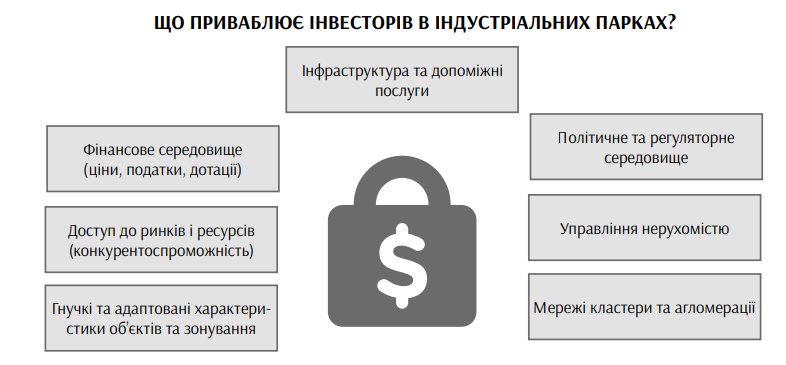 ЩО ПРИВАБЛЮЄ ІНВЕСТОРІВ В ІНДУСТРІАЛЬНИХ ПАРКАХ?
Інфраструктура та допоміжні
послуги
Фінансове середовище
(ціни, податки, дотації)
Доступ до ринків і ресурсів
(конкурентоспроможність)
Гнучкі та адаптовані характери-
стики об’єктів та зонування
$
Політичне та регуляторне
середовище
Управління нерухомістю
Мережі кластери та агломерації